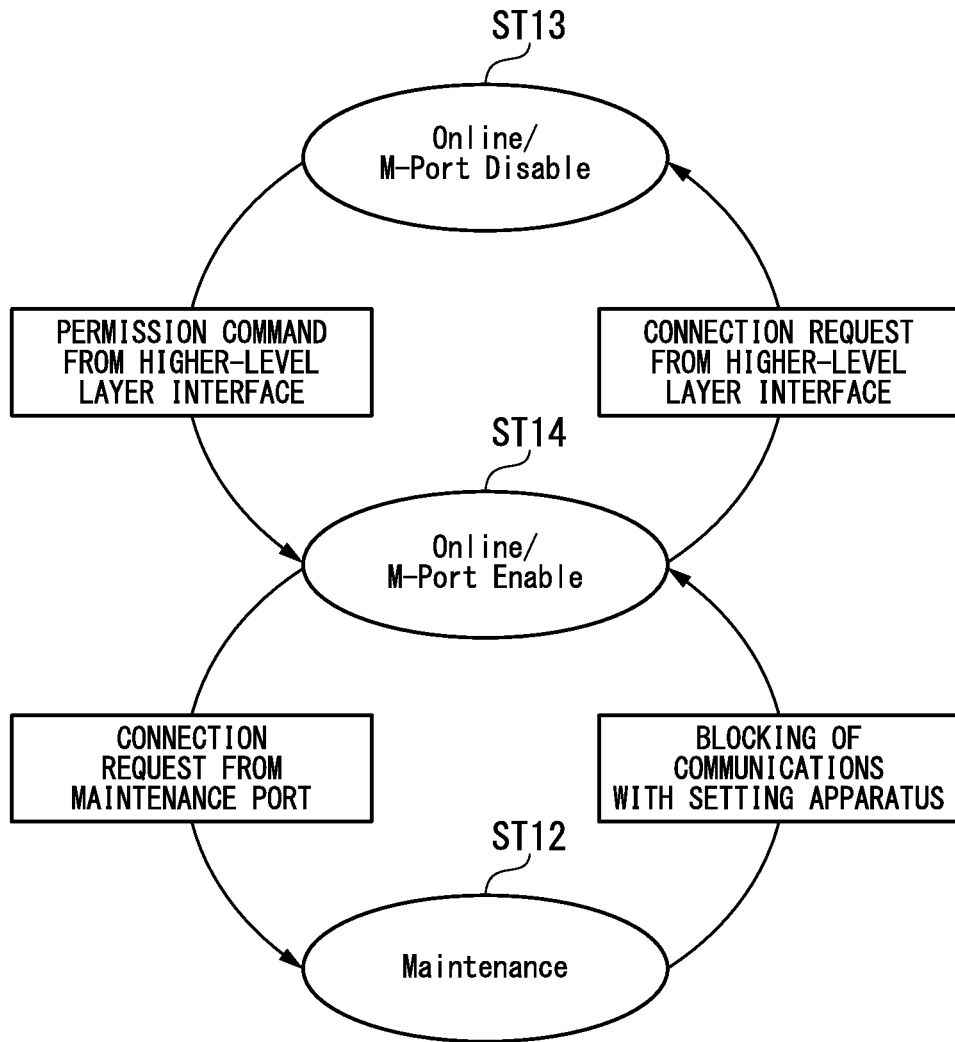 ST13
Online/
M-Port Disable
PERMISSION COMMAND
FROM HIGHER-LEVEL
LAYER INTERFACE
CONNECTION REQUEST
FROM HIGHER-LEVEL
LAYER INTERFACE
ST14
Online/
M-Port Enable
CONNECTION
REQUEST FROM
MAINTENANCE PORT
BLOCKING OF
COMMUNICATIONS
WITH SETTING APPARATUS
ST12
Maintenance